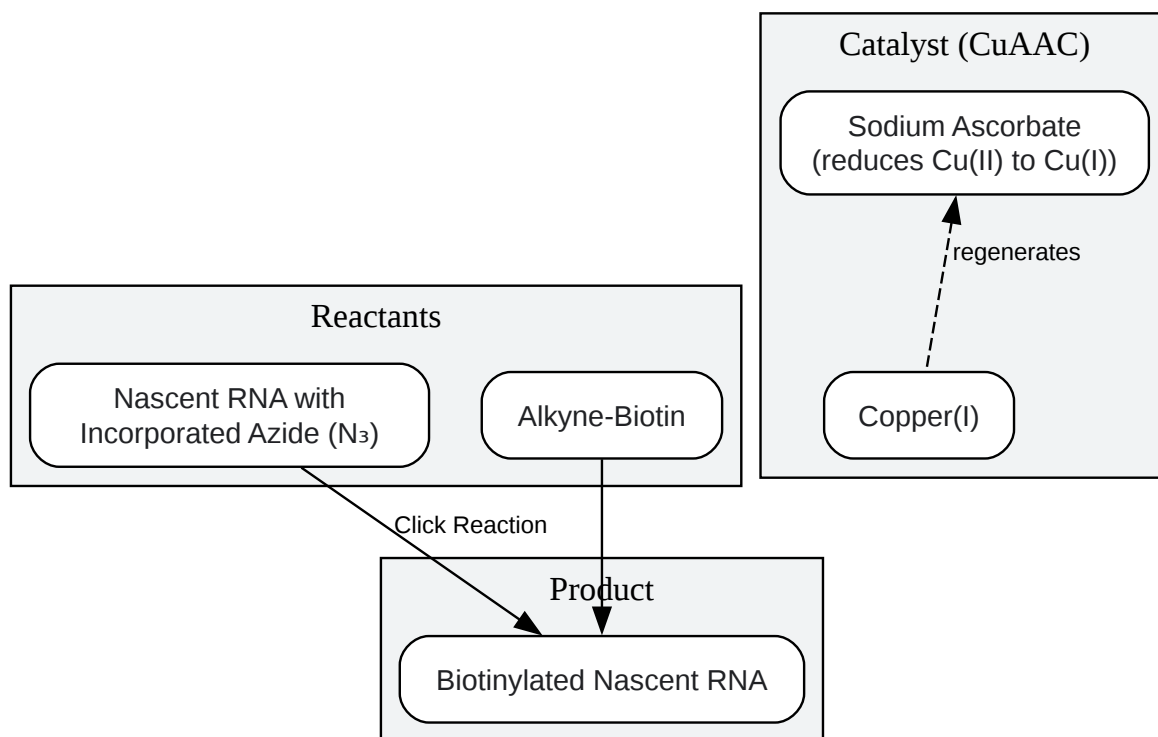 Catalyst (CuAAC)
Sodium Ascorbate
(reduces Cu(II) to Cu(I))
regenerates
Copper(I)
Reactants
Nascent RNA with
Incorporated Azide (N₃)
Alkyne-Biotin
Click Reaction
Product
Biotinylated Nascent RNA